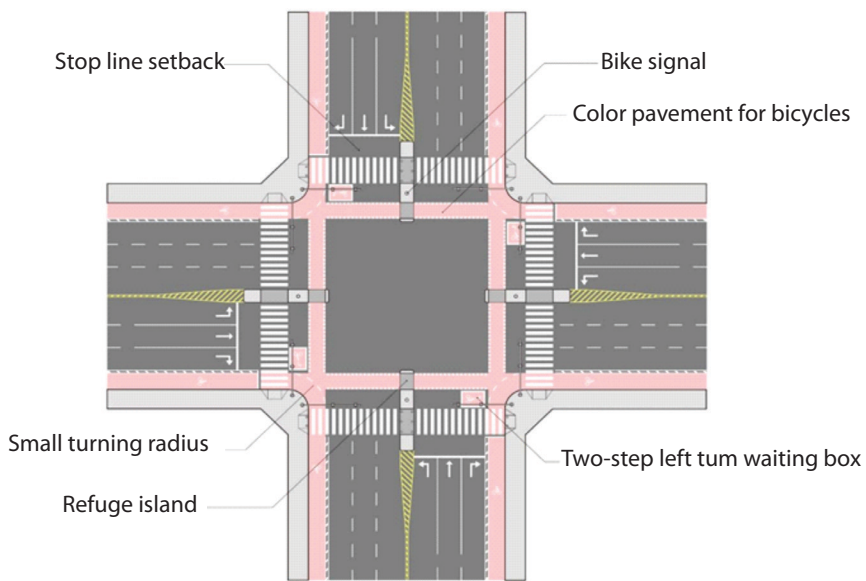 Stop line setback
Bike signal
Color pavement for bicycles
Small turning radius
Two-step left tum waiting box
Refuge island